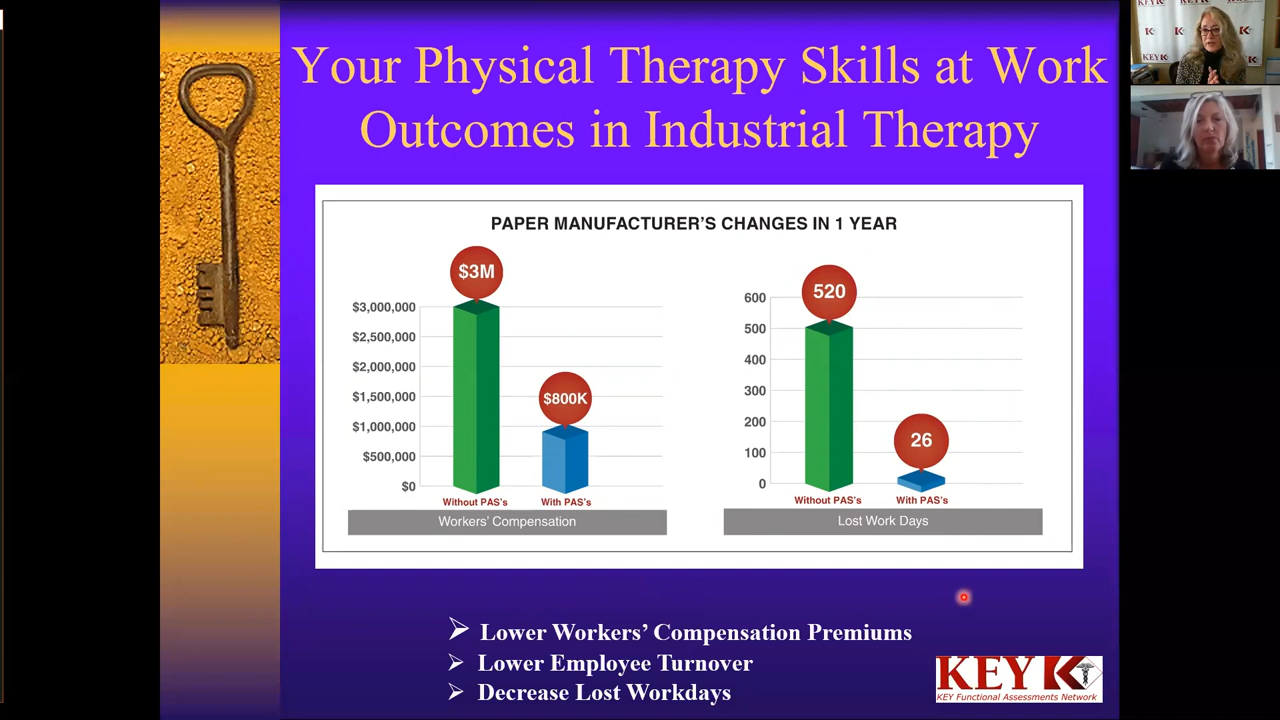 Your Physical Therapy Skills at Work
Outcomes in Industrial Therapy
PAPER MANUFACTURER'S CHANGES IN 1 YEAR
$3M
$3,000,000
$2,500,000
$2,000,000
$1,500,000
$1,000,000
$500,000
$0
$800K
Without PAS's
With PAS's
Workers' Compensation
520
600
500
400
300
200
100
0
26
Without PAS's
With PAS's
Lost Work Days
➢ Lower Workers' Compensation Premiums
➢ Lower Employee Turnover
➢ Decrease Lost Workdays
KEY K
KEY Functional Assessments Network
KEY
KEY